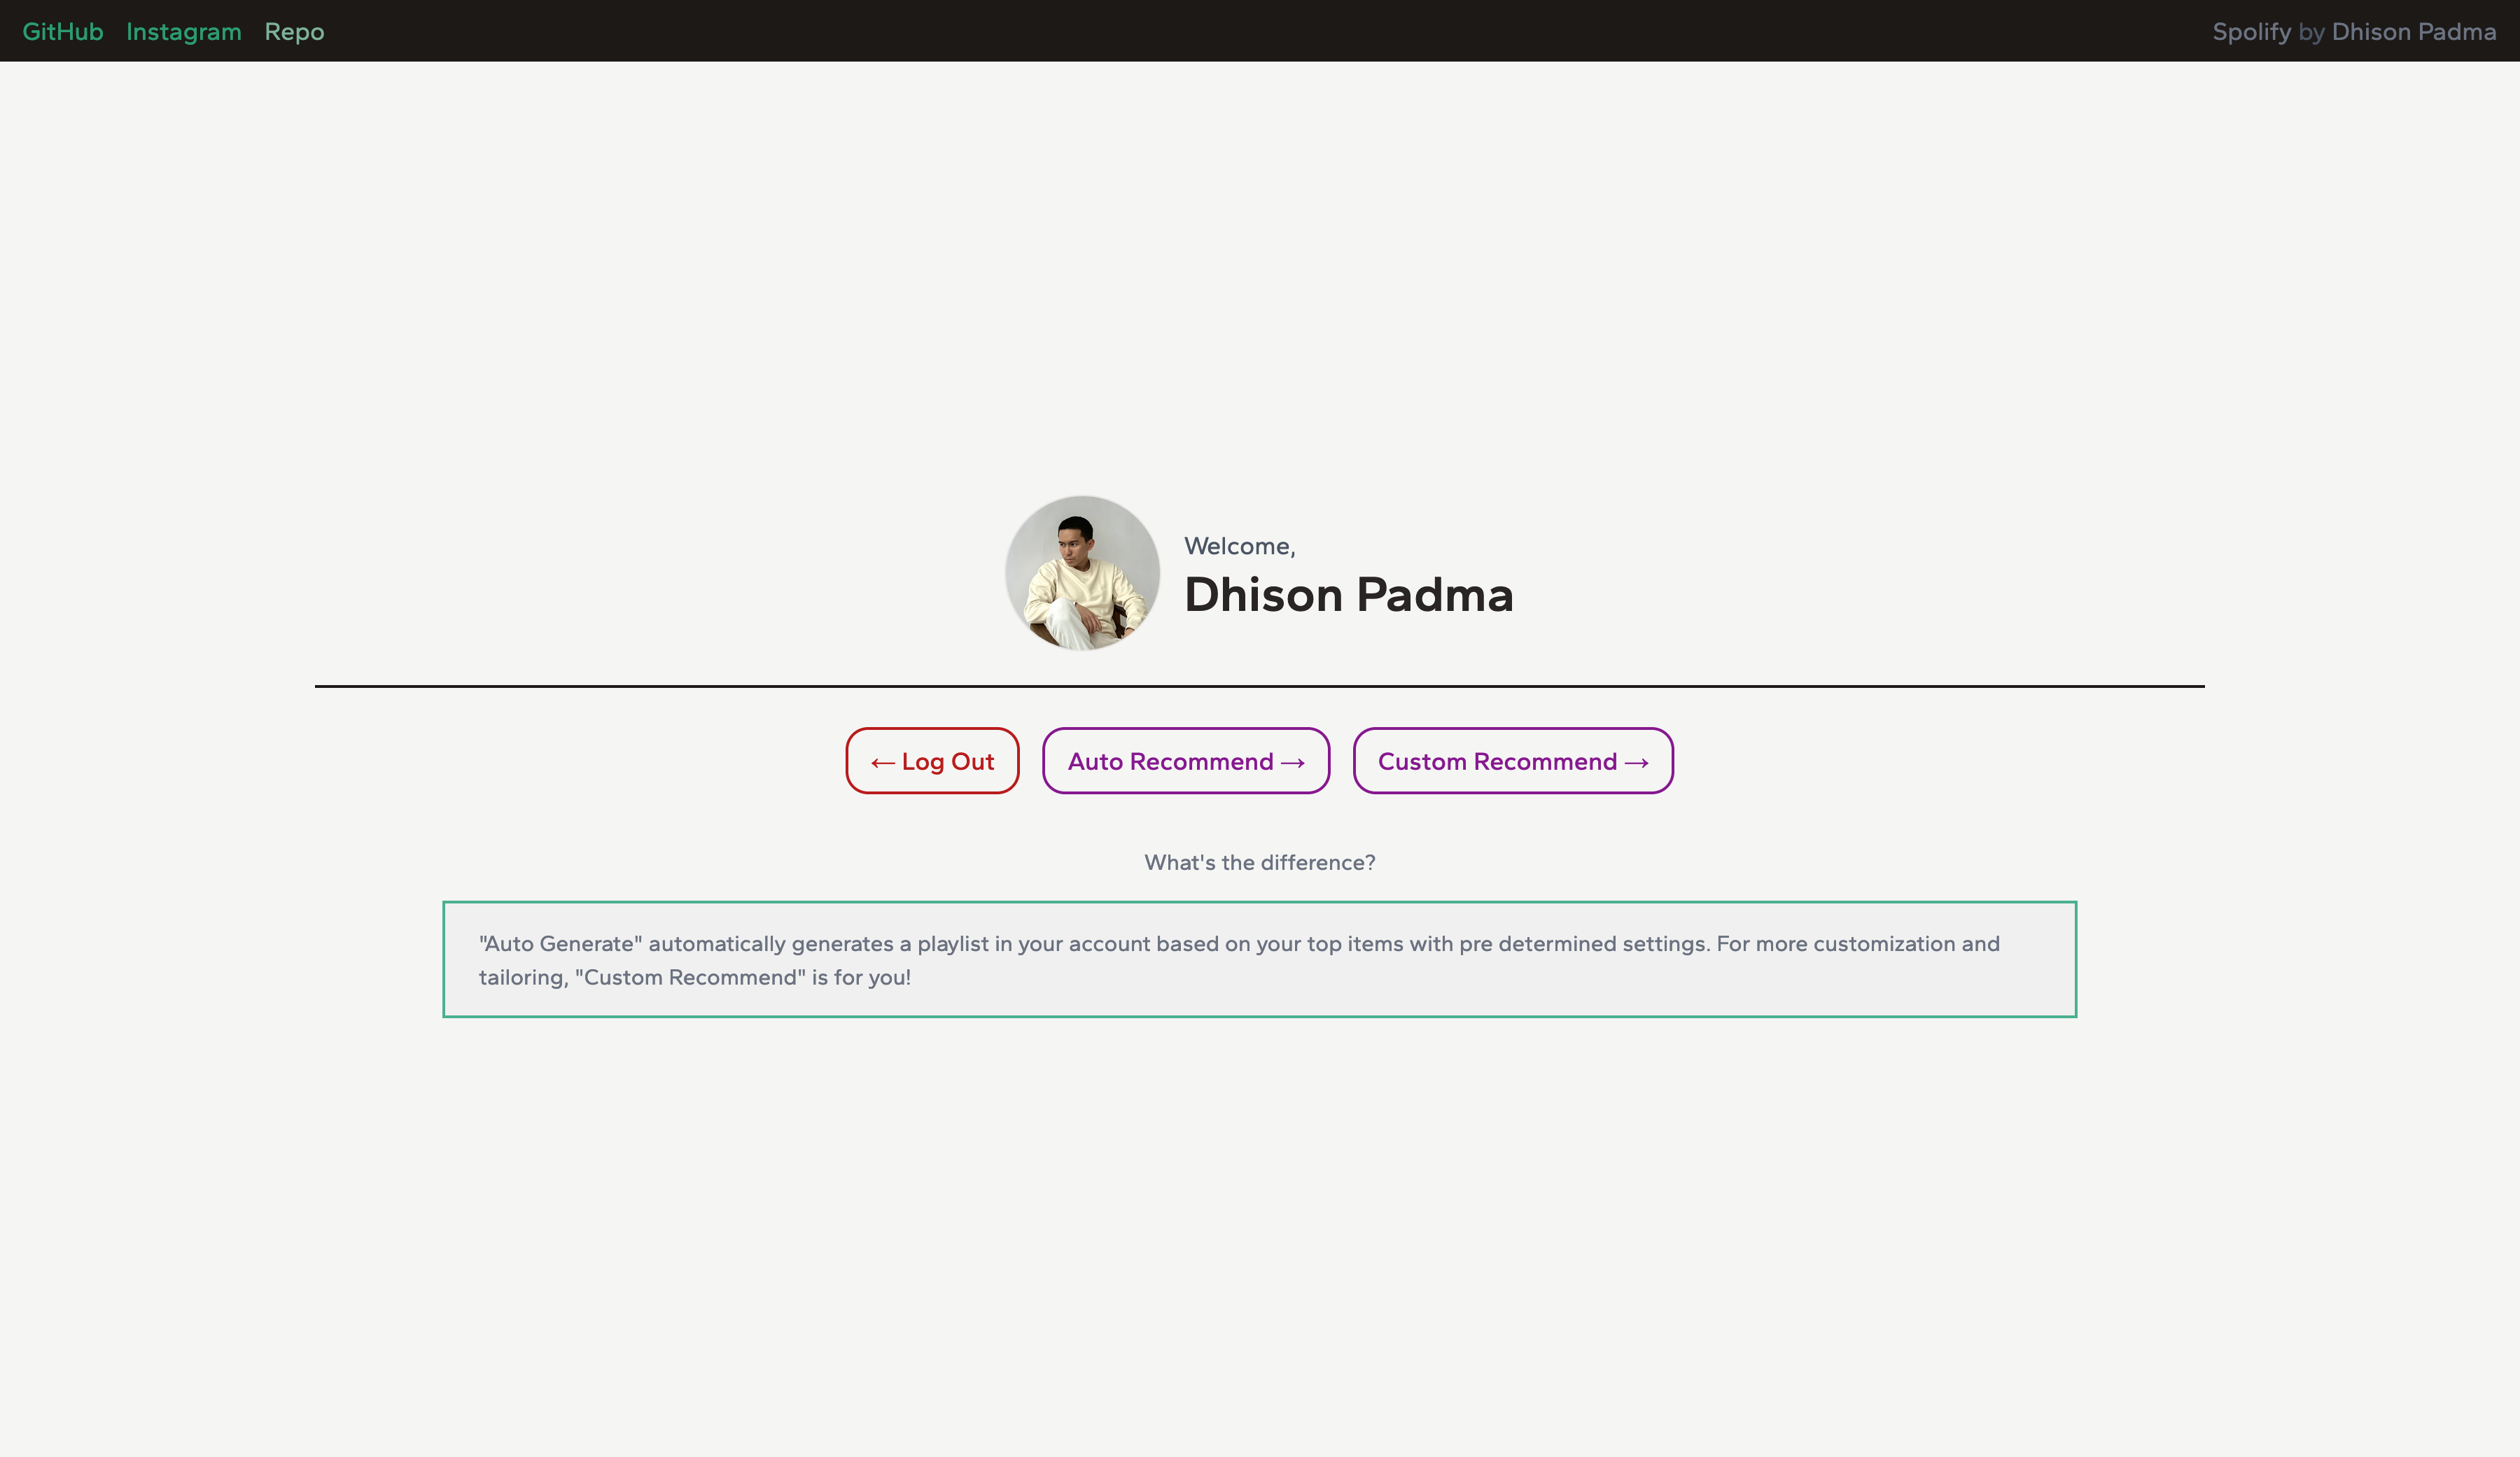 GitHub Instagram Repo Spolify by Dhison Padma
Welcome,
Dhison Padma
← Log Out Auto Recommend → Custom Recommend →
What's the difference?
"Auto Generate" automatically generates a playlist in your account based on your top items with pre determined settings. For more customization and
tailoring, "Custom Recommend" is for you!